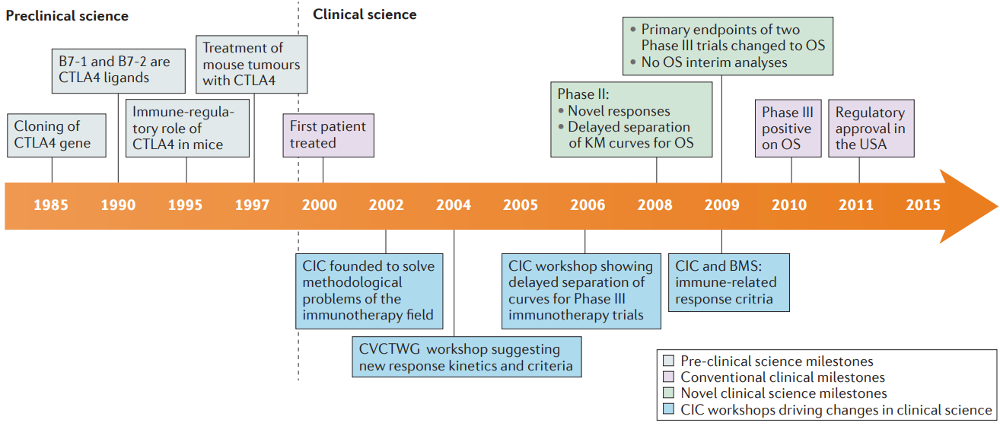 Preclinical science
Clinical science
Cloning of
CTLA4 gene
B7-1 and B7-2 are
CTLA4 ligands
Immune-regula-
tory role of
CTLA4 in mice
Treatment of
mouse tumours
with CTLA4
First patient
treated
Phase II:
• Novel responses
• Delayed separation
of KM curves for OS
• Primary endpoints of two
Phase III trials changed to OS
• No OS interim analyses
Phase III
positive
on OS
Regulatory
approval in
the USA
1985 1990 1995 1997 2000 2002 2004 2005 2006 2008 2009 2010 2011 2015
CIC founded to solve
methodological
problems of the
immunotherapy field
CVCTWG workshop suggesting
new response kinetics and criteria
CIC workshop showing
delayed separation of
curves for Phase III
immunotherapy trials
CIC and BMS:
immune-related
response critria
Pre-clinical science milestones
Conventional clinical milestones
Novel clinical science milestones
CIC workshops driving changes in clinical science